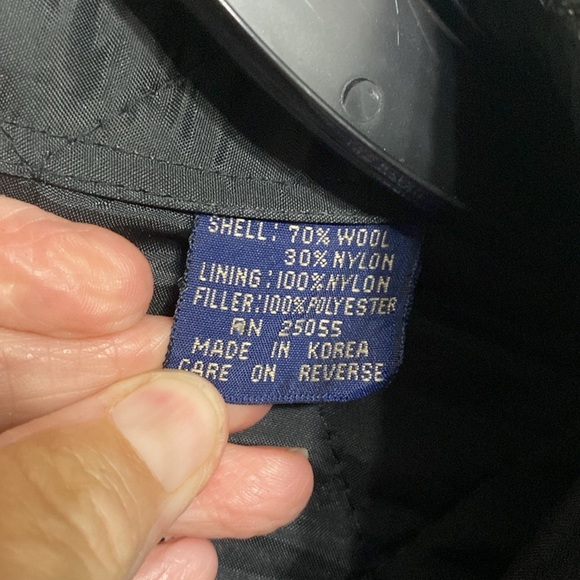 SHELL: 70% WOOL
30% NYLON
LINING: 100% NYLON
FILLER: 100% POLYESTER
RN 25055
MADE IN KOREA
CARE ON REVERSE